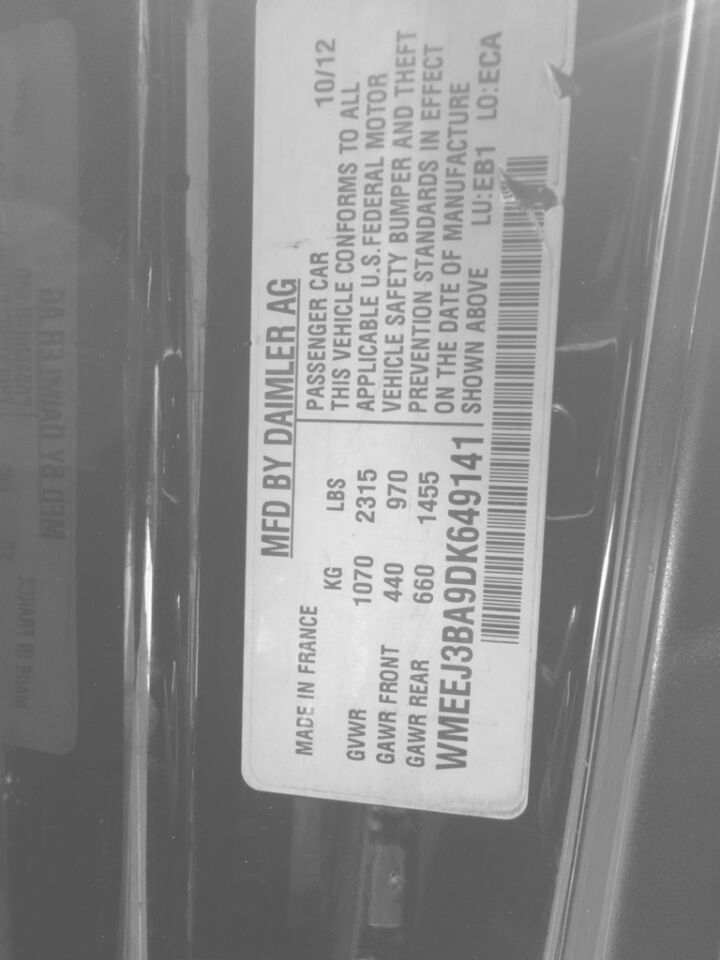 MFD BY DAIMLER AG
MADE IN FRANCE
KG LBS
GVWR 1070 2315
GAWR FRONT 440 970
GAWR REAR 660 1455
PASSENGER CAR 10/12
THIS VEHICLE CONFORMS TO ALL
APPLICABLE U.S. FEDERAL MOTOR
VEHICLE SAFETY BUMPER AND THEFT
PREVENTION STANDARDS IN EFFECT
ON THE DATE OF MANUFACTURE
SHOWN ABOVE LU:EB1 LO:ECA
WMEEJ3BA9DK649141